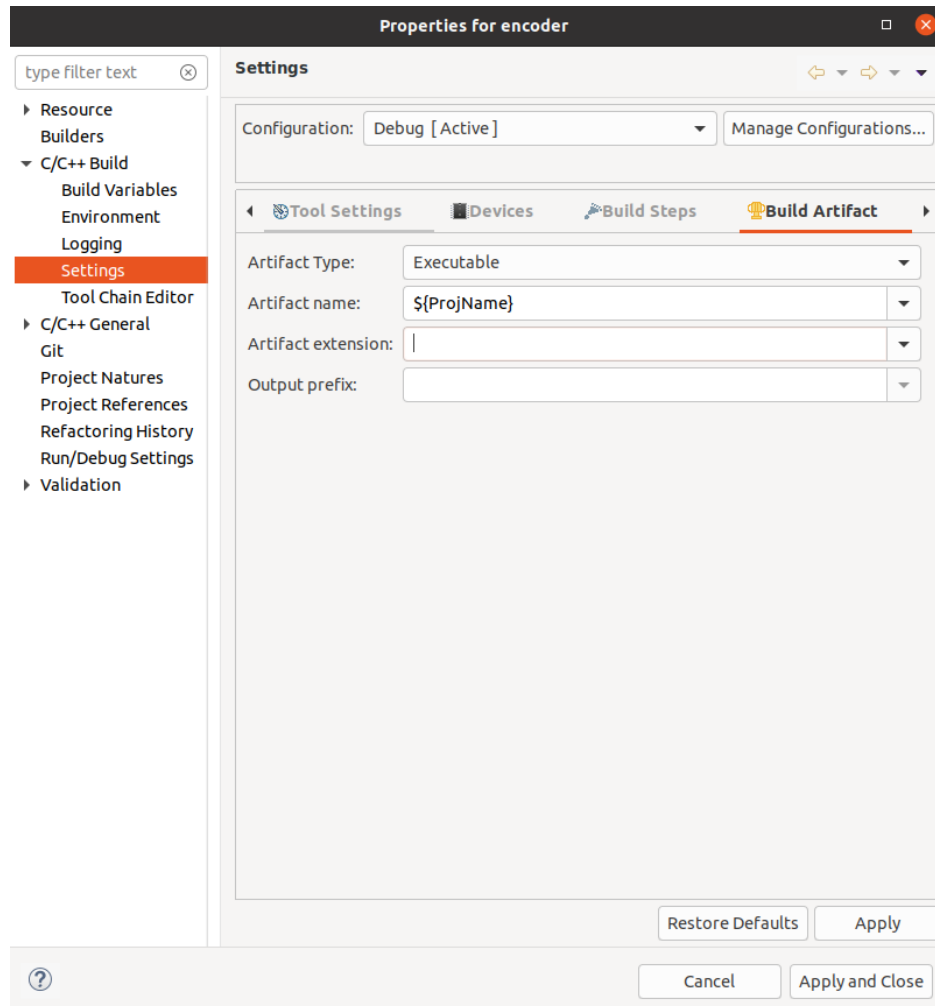 Properties for encoder
type filter text
Resource
Builders
C/C++ Build
Build Variables
Environment
Logging
Settings
Tool Chain Editor
C/C++ General
Git
Project Natures
Project References
Refactoring History
Run/Debug Settings
Validation
Settings
Configuration: Debug [ Active ] Manage Configurations...
Tool Settings Devices Build Steps Build Artifact
Artifact Type: Executable
Artifact name: ${ProjName}
Artifact extension:
Output prefix:
Restore Defaults Apply
? Cancel Apply and Close